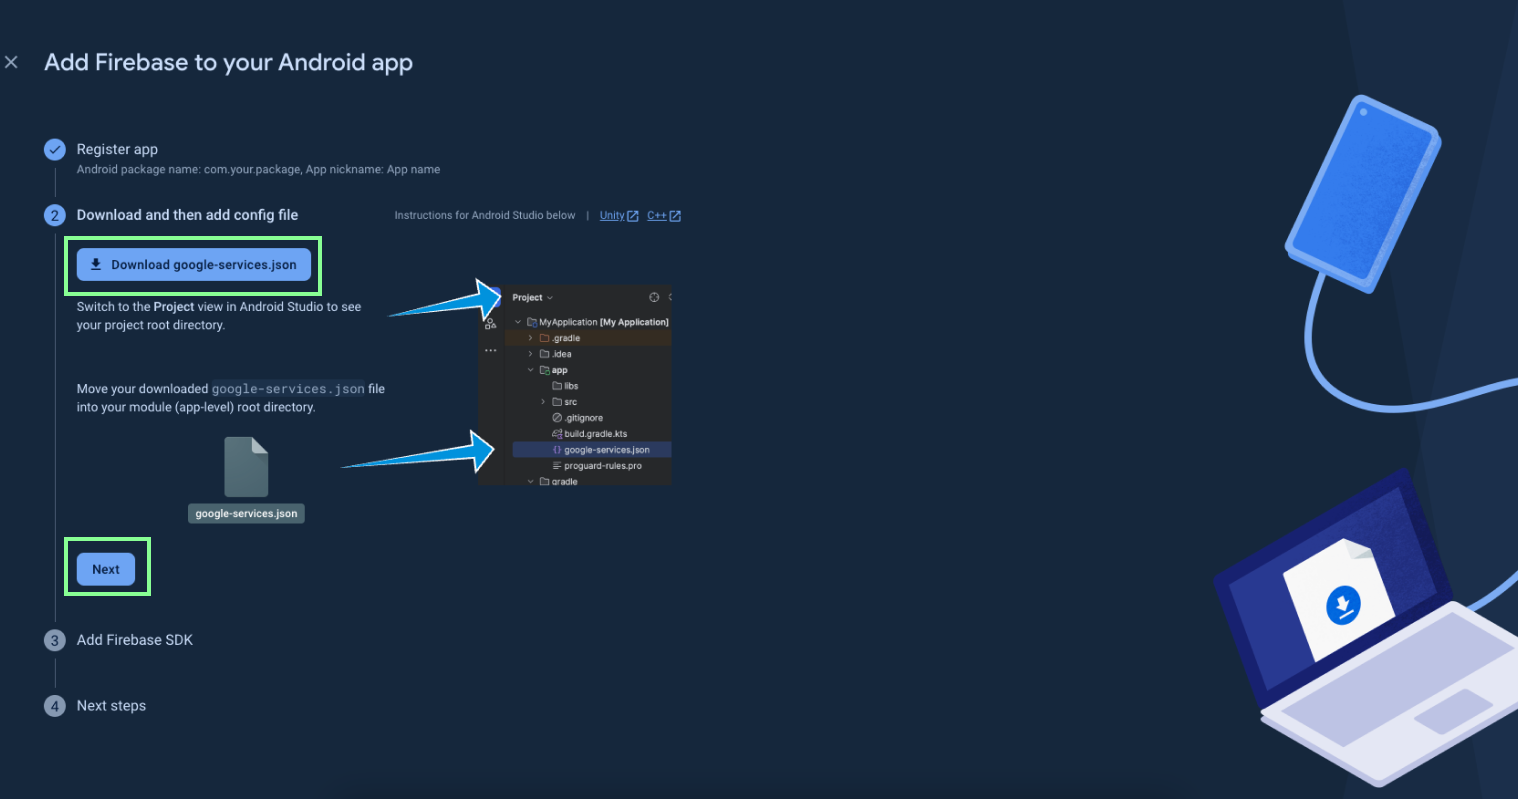 Add Firebase to your Android app
Register app
Android package name: com.your.package, App nickname: App name
2 Download and then add config file
Instructions for Android Studio below | Unity C++
Download google-services.json
Switch to the Project view in Android Studio to see
your project root directory.
Move your downloaded google-services.json file
into your module (app-level) root directory.
google-services.json
Project
MyApplication [My Application]
.gradle
.idea
app
libs
src
.gitignore
build.gradle.kts
google-services.json
proguard-rules.pro
gradle
Next
3 Add Firebase SDK
4 Next steps